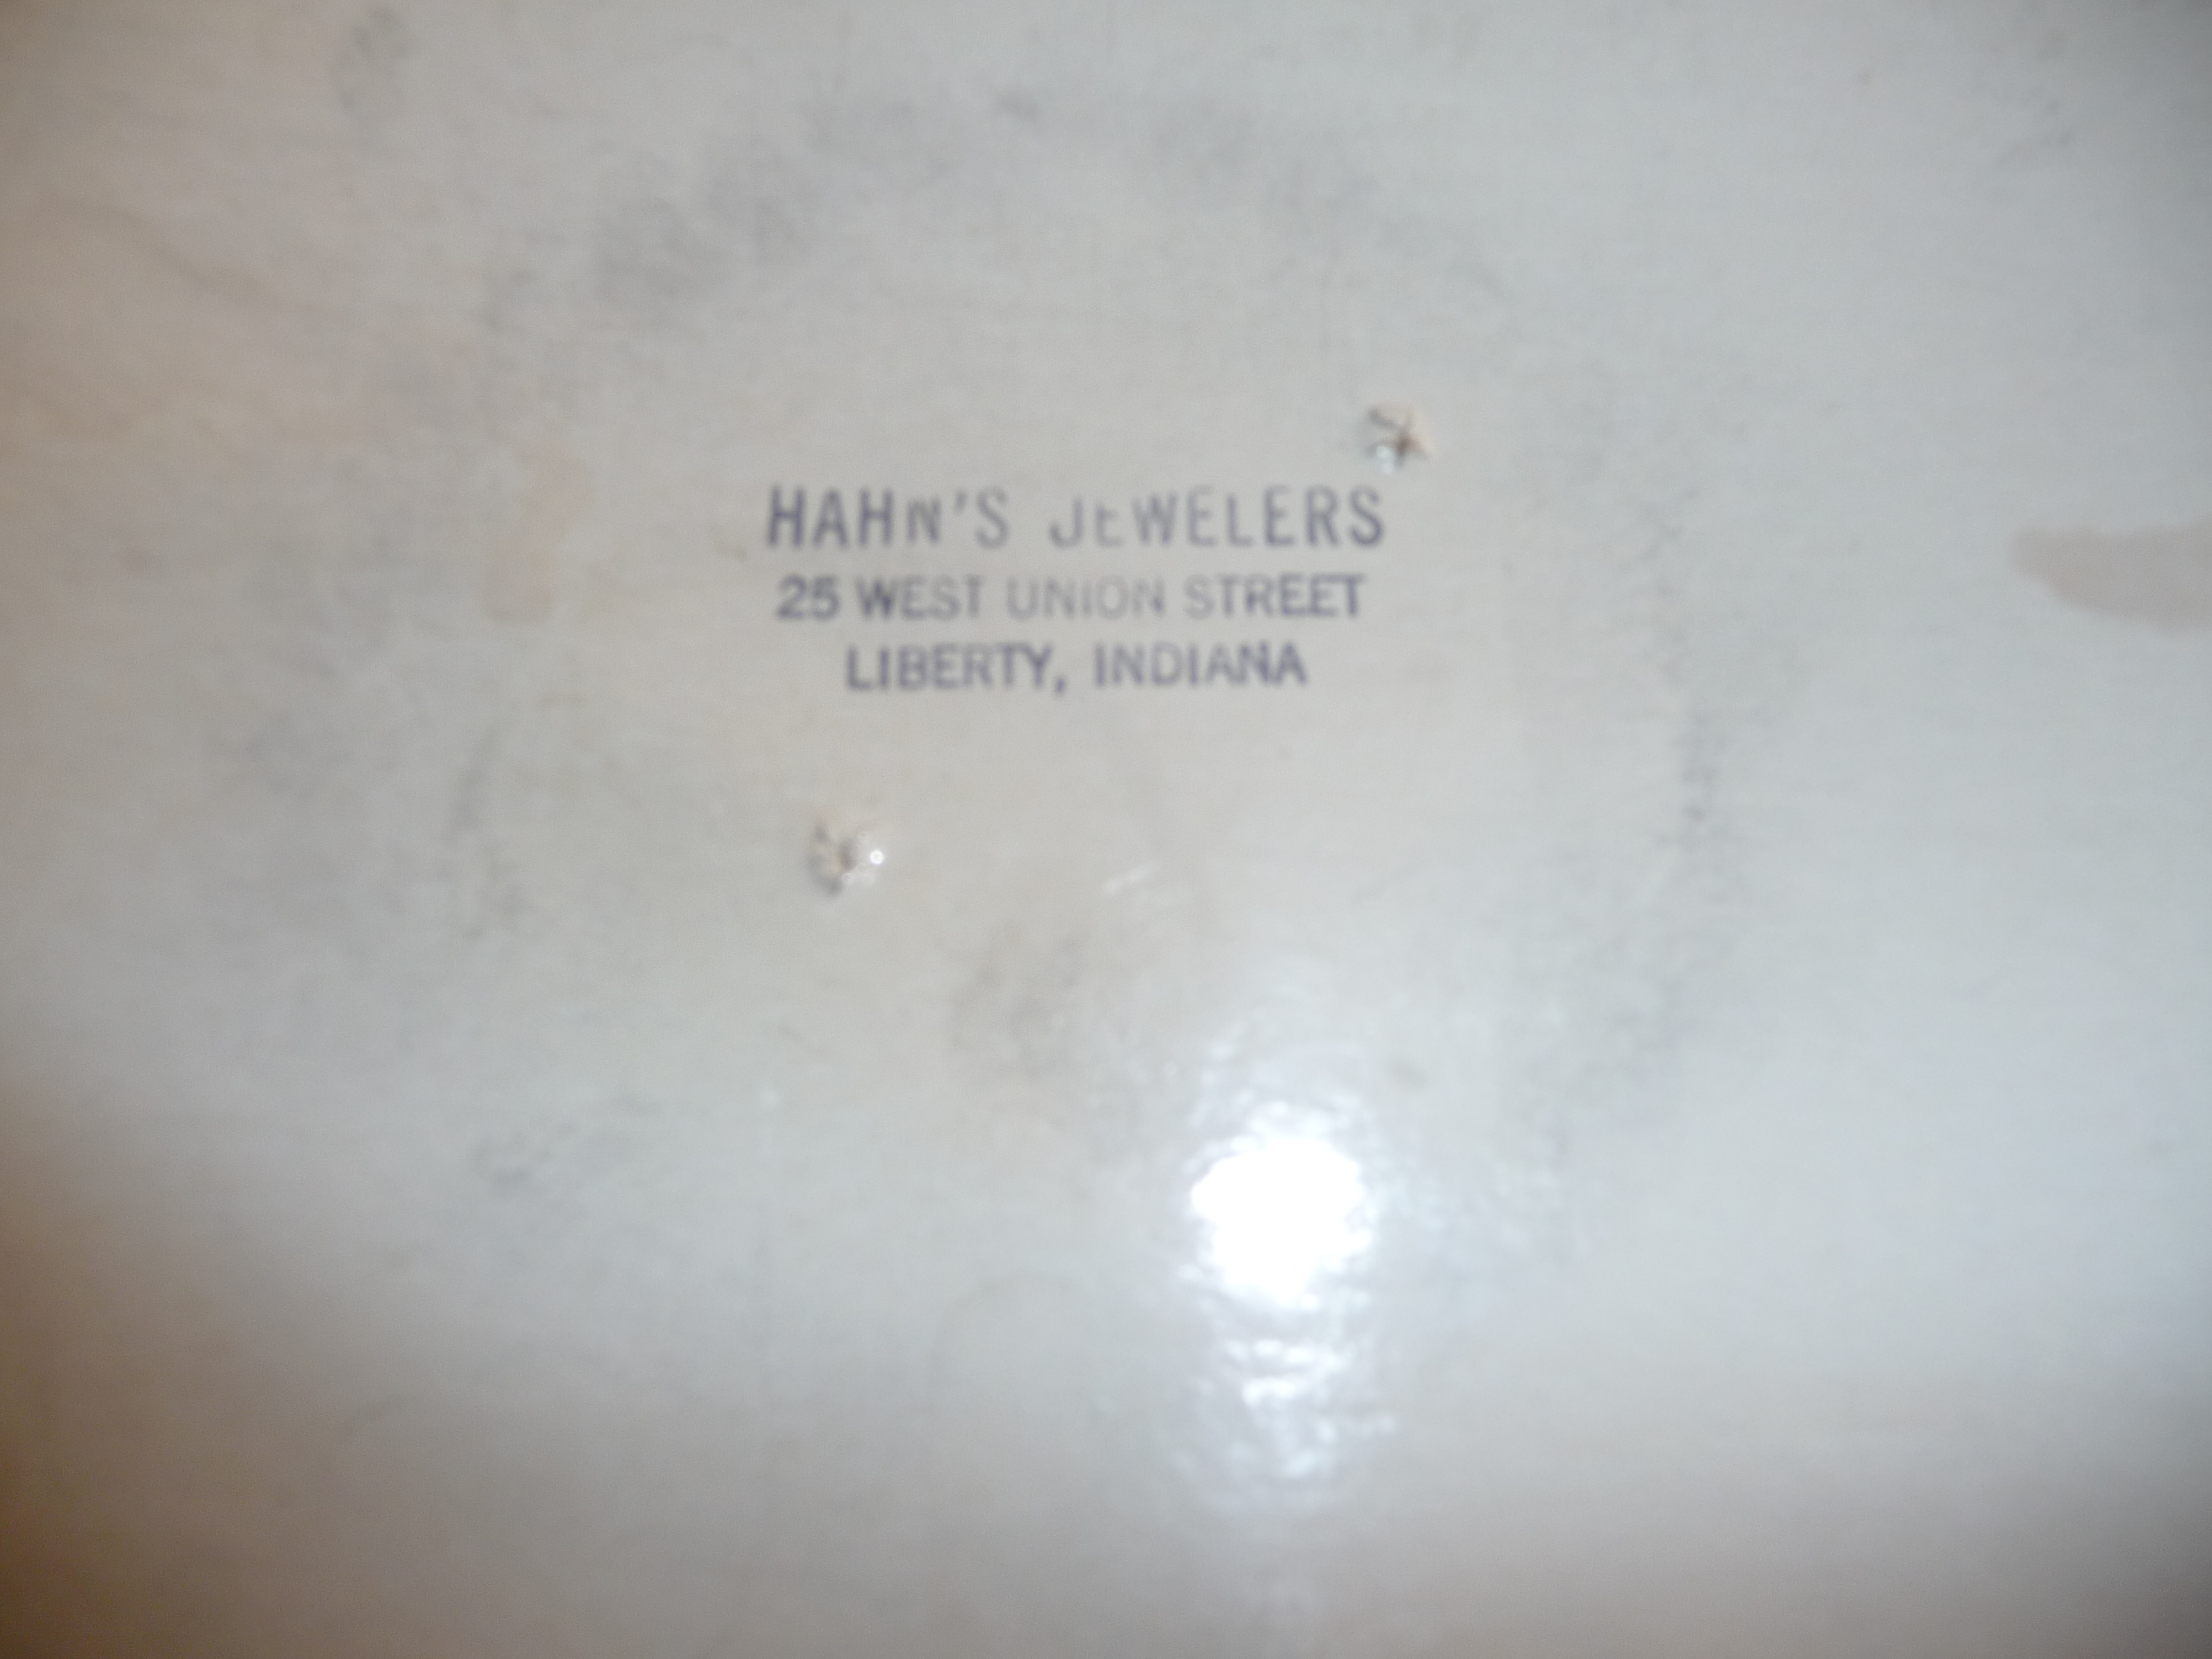 HAHN'S JEWELERS
25 WEST UNION STREET
LIBERTY, INDIANA